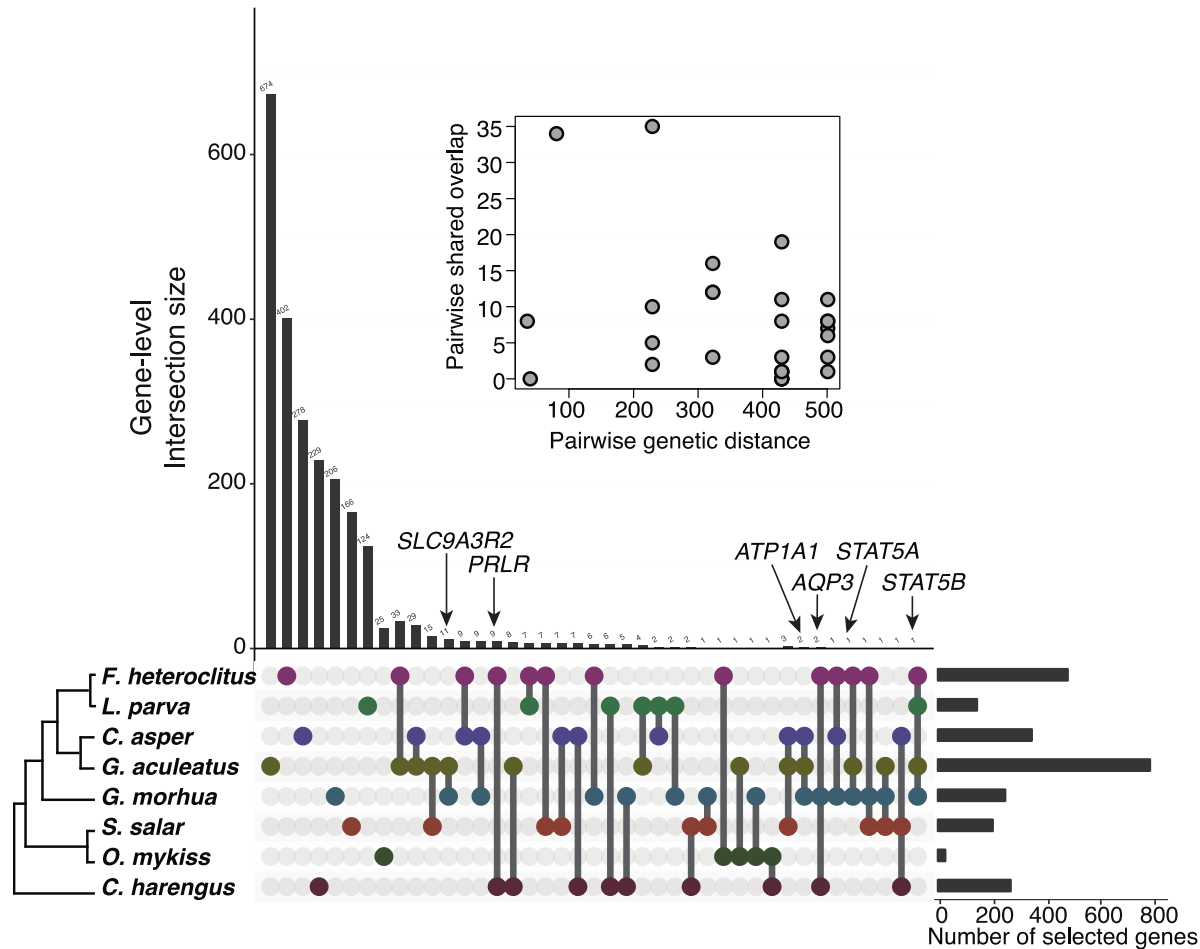 674
402
278
229
206
166
124
25
33
29
15
11
9
9
9
8
7
7
7
7
6
6
5
4
2
2
2
1
1
1
1
1
3
2
2
1
1
1
1
1
1
600
400
200
0
Gene-level
Intersection size
35
30
25
20
15
10
5
0
Pairwise shared overlap
100 200 300 400 500
Pairwise genetic distance
SLC9A3R2
PRLR
ATP1A1 STAT5A
AQP3 STAT5B
F. heteroclitus
L. parva
C. asper
G. aculeatus
G. morhua
S. salar
O. mykiss
C. harengus
0 200 400 600 800
Number of selected genes